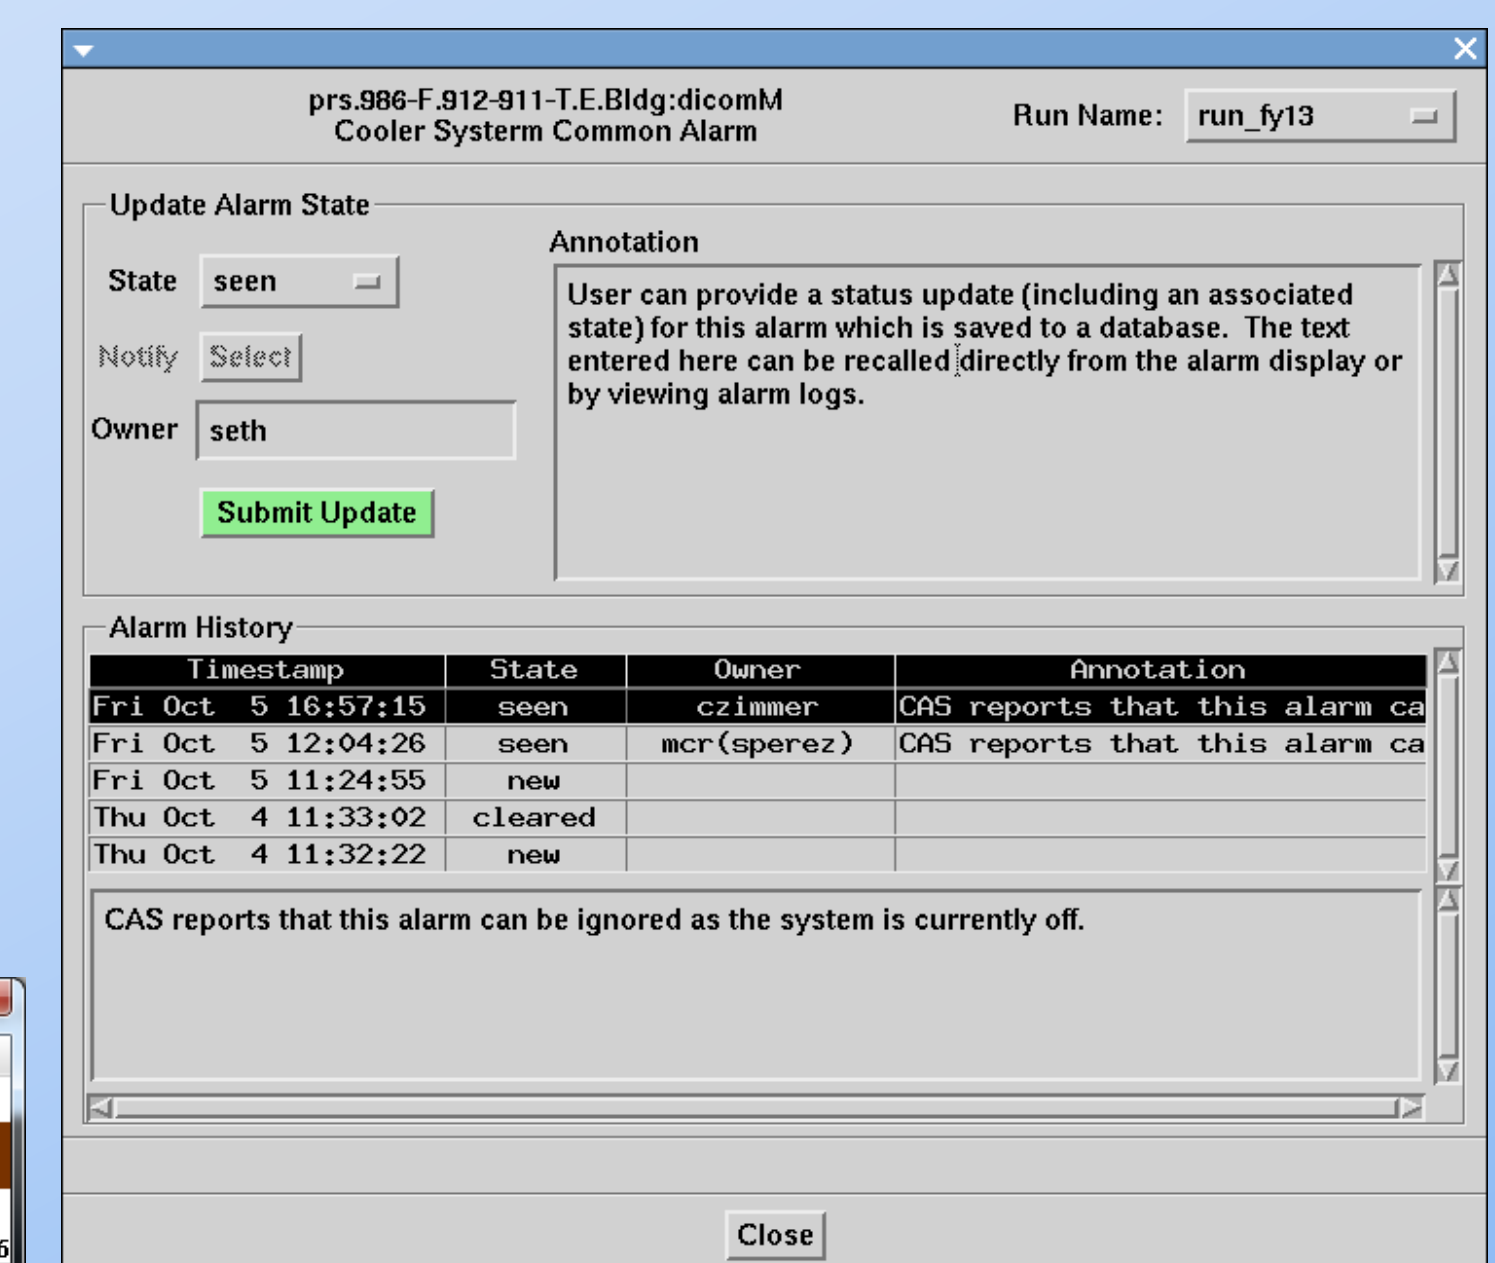 prs.986-F.912-911-T.E.Bldg:dicomM
Cooler Systerm Common Alarm
Run Name: run_fy13
Update Alarm State
Annotation
State seen
Notify Select
Owner seth
Submit Update
User can provide a status update (including an associated
state) for this alarm which is saved to a database. The text
entered here can be recalled directly from the alarm display or
by viewing alarm logs.
Alarm History
Timestamp State Owner Annotation
Fri Oct 5 16:57:15 seen czimmer CAS reports that this alarm ca
Fri Oct 5 12:04:26 seen mcr(sperez) CAS reports that this alarm ca
Fri Oct 5 11:24:55 new
Thu Oct 4 11:33:02 cleared
Thu Oct 4 11:32:22 new
CAS reports that this alarm can be ignored as the system is currently off.
Close